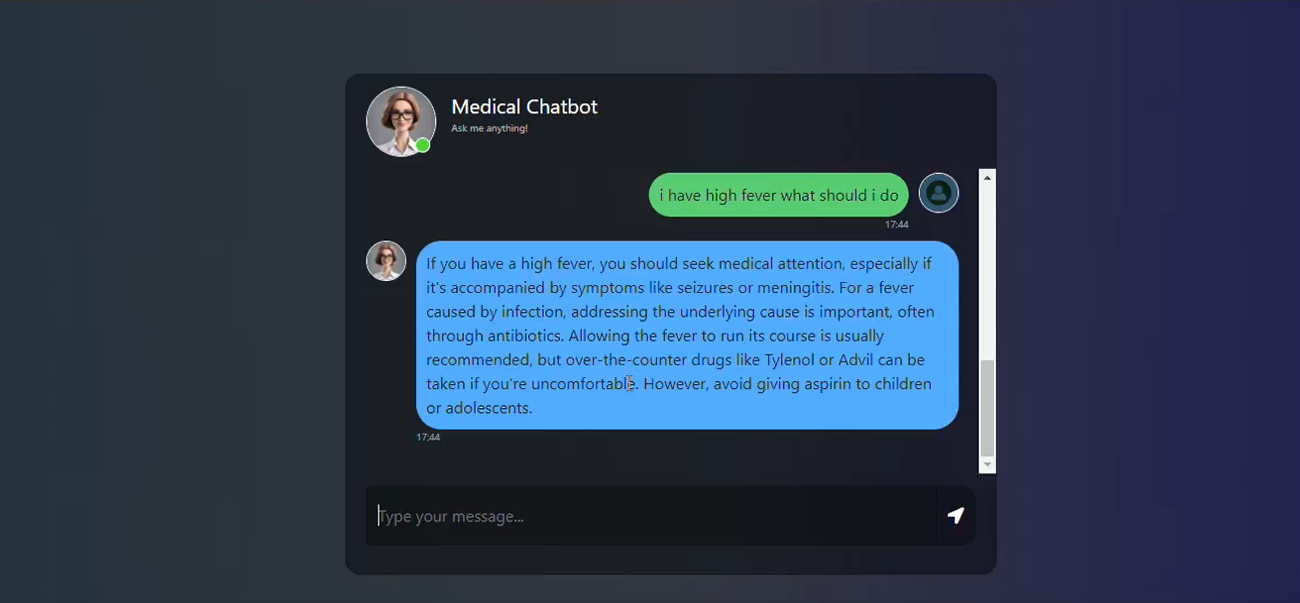 Medical Chatbot
Ask me anything!
i have high fever what should i do
17:44
If you have a high fever, you should seek medical attention, especially if
it's accompanied by symptoms like seizures or meningitis. For a fever
caused by infection, addressing the underlying cause is important, often
through antibiotics. Allowing the fever to run its course is usually
recommended, but over-the-counter drugs like Tylenol or Advil can be
taken if you're uncomfortable. However, avoid giving aspirin to children
or adolescents.
17:44
Type your message...